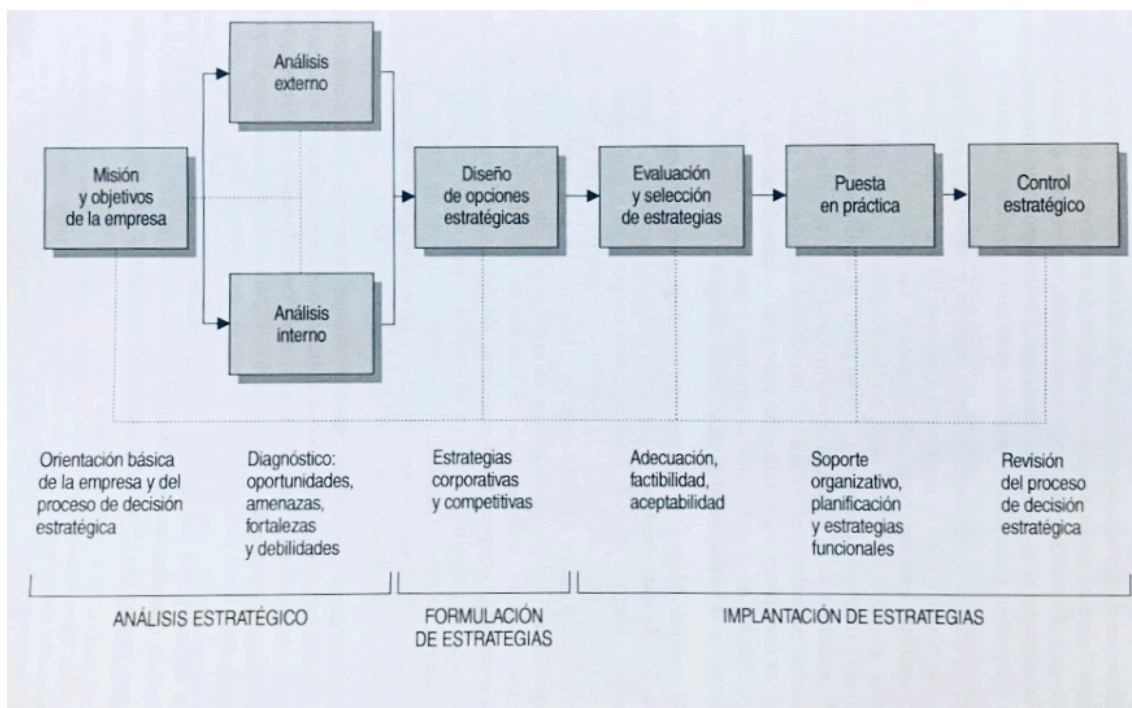 Análisis
externo
Misión
y objetivos
de la empresa
Diseño
de opciones
estratégicas
Evaluación
y selección
de estrategias
Puesta
en práctica
Control
estratégico
Análisis
interno
Orientación básica
de la empresa y del
proceso de decisión
estratégica
Diagnóstico:
oportunidades,
amenazas,
fortalezas
y debilidades
Estrategias
corporativas
y competitivas
Adecuación,
factibilidad,
aceptabilidad
Soporte
organizativo,
planificación
y estrategias
funcionales
Revisión
del proceso
de decisión
estratégica
ANÁLISIS ESTRATÉGICO
FORMULACIÓN
DE ESTRATEGIAS
IMPLANTACIÓN DE ESTRATEGIAS